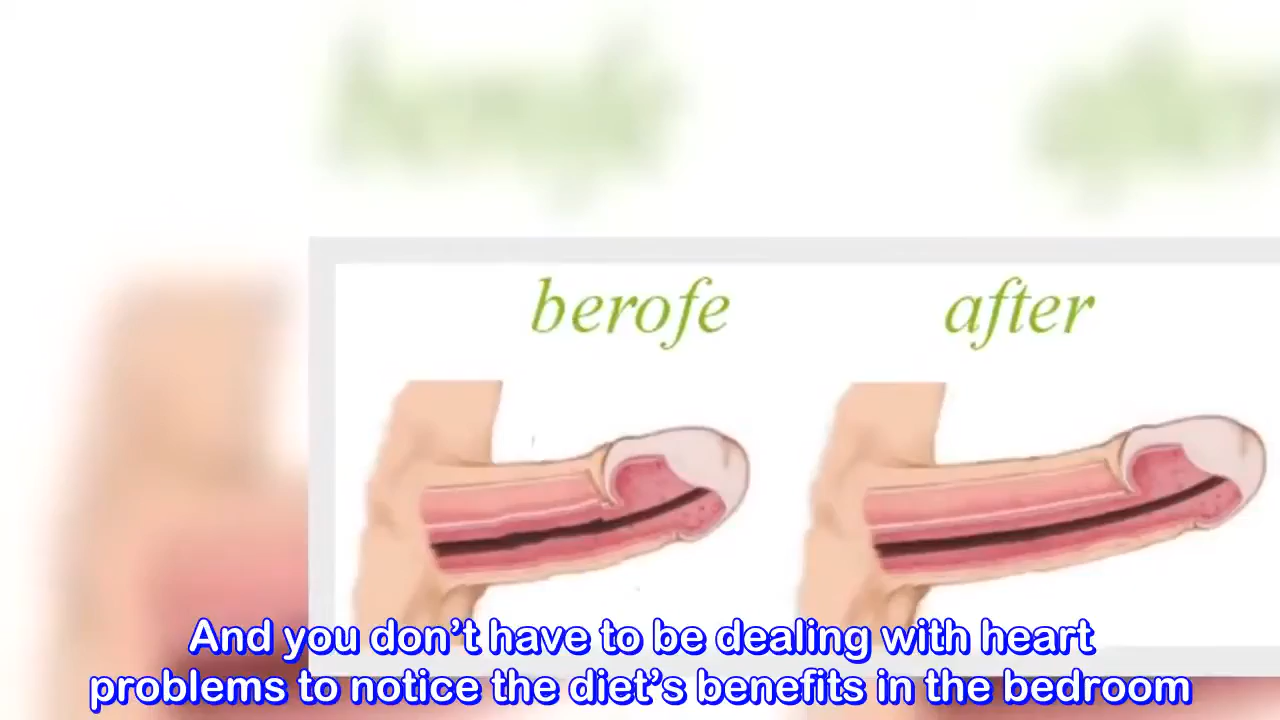 berofe after
And you don’t have to be dealing with heart
problems to notice the diet’s benefits in the bedroom